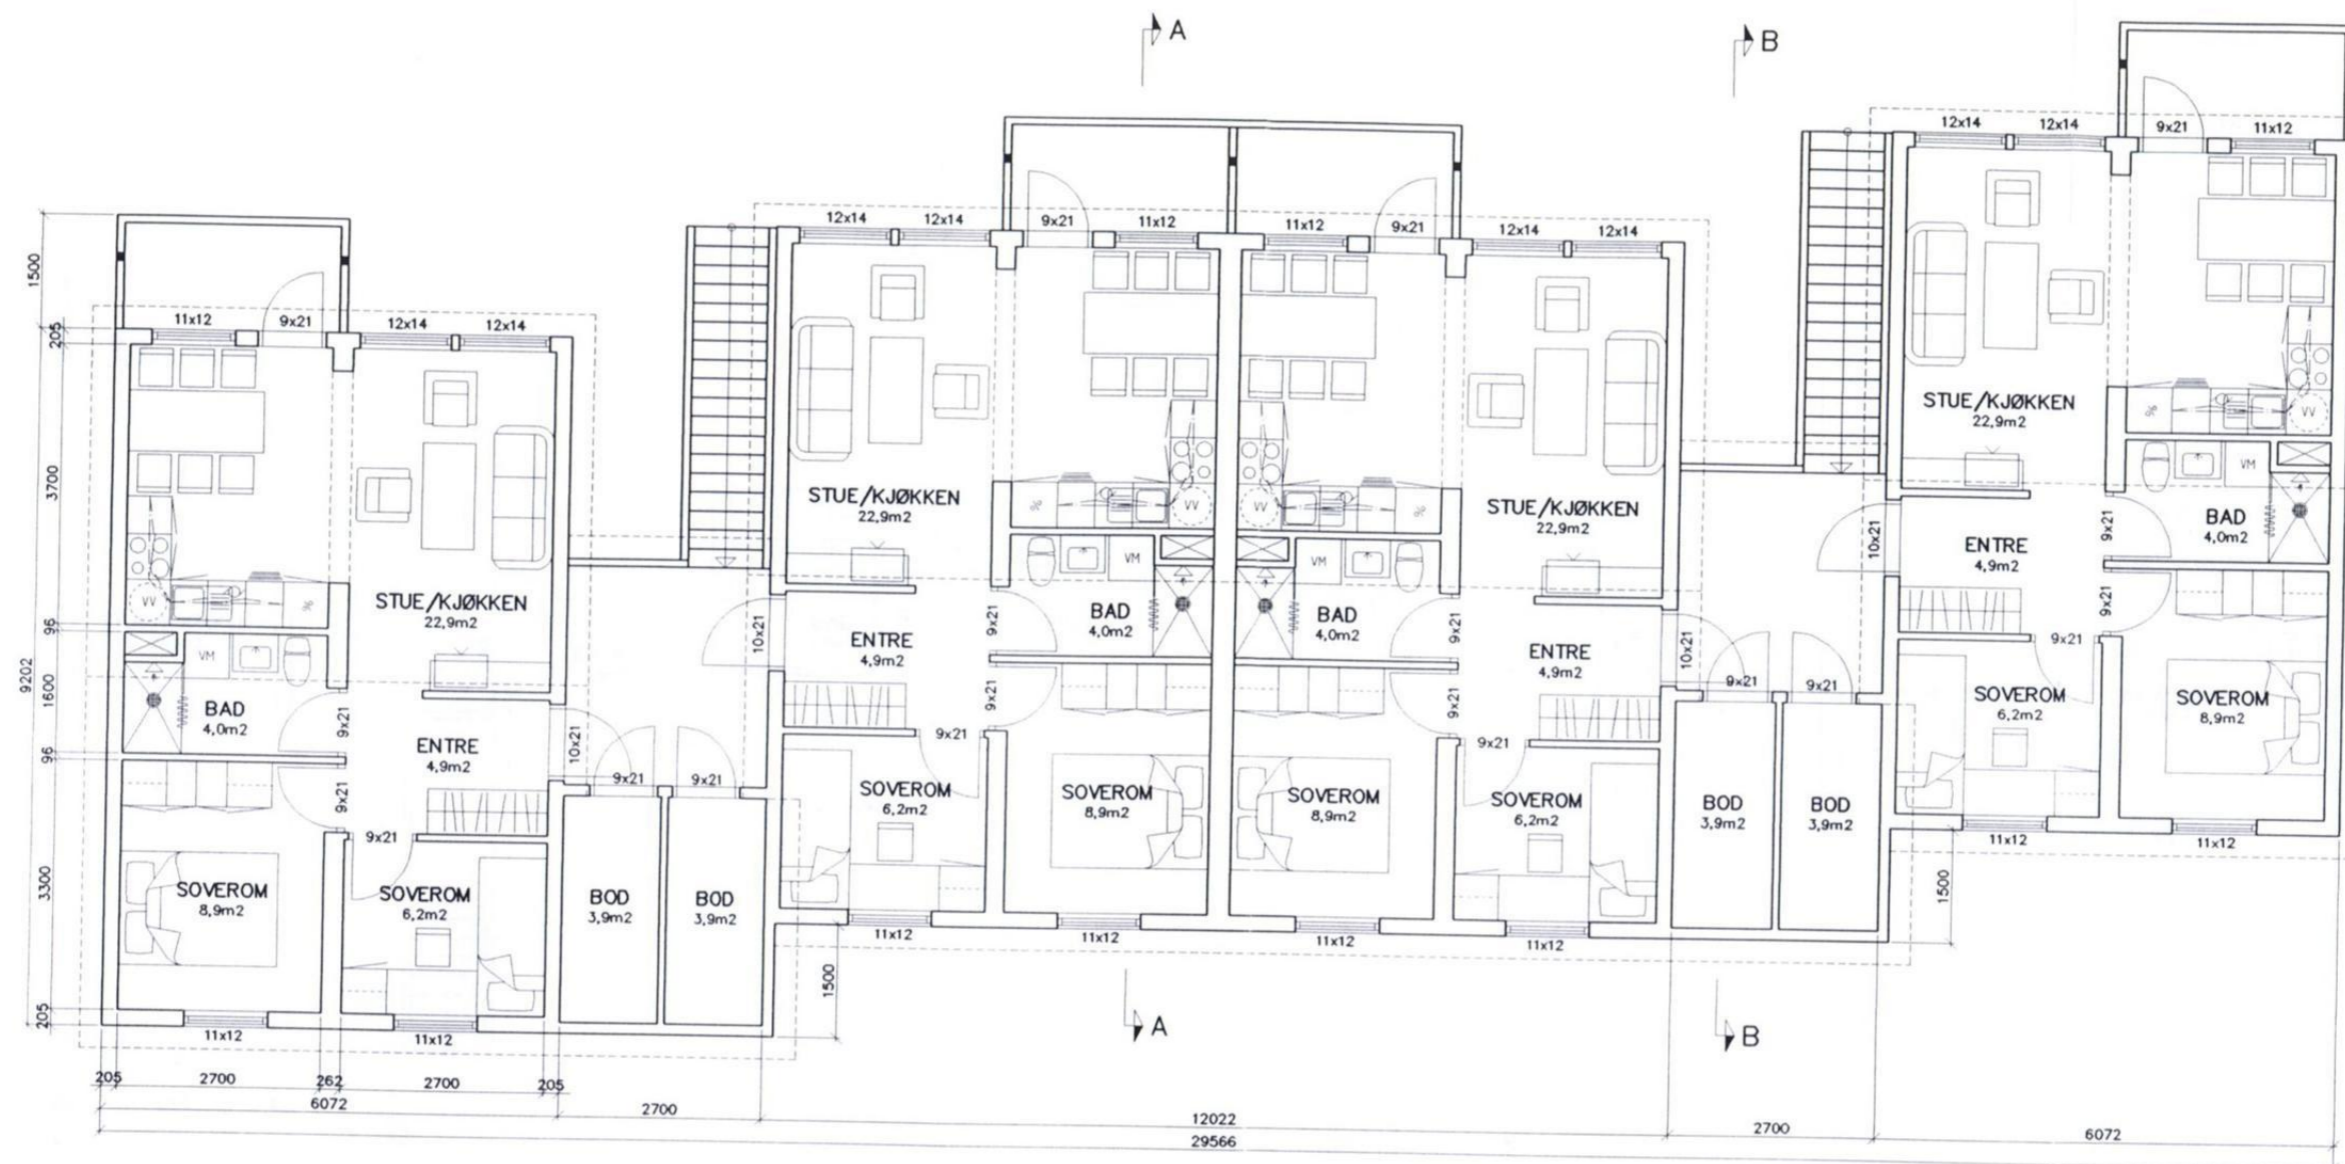 A
B
12x14
12x14
9x21
11x12
12x14
12x14
9x21
11x12
11x12
9x21
12x14
12x14
11x12
9x21
12x14
12x14
1500
205
3700
96
9202
1600
96
3300
205
STUE/KJØKKEN
22,9m2
STUE/KJØKKEN
22,9m2
STUE/KJØKKEN
22,9m2
STUE/KJØKKEN
22,9m2
%
VV
%
VV
VV
%
%
VV
VM
VM
VM
VM
BAD
4,0m2
BAD
4,0m2
BAD
4,0m2
BAD
4,0m2
ENTRE
4,9m2
ENTRE
4,9m2
ENTRE
4,9m2
ENTRE
4,9m2
9x21
9x21
9x21
10x21
9x21
9x21
10x21
9x21
9x21
9x21
9x21
9x21
9x21
10x21
9x21
9x21
10x21
9x21
9x21
9x21
SOVEROM
8,9m2
SOVEROM
6,2m2
BOD
3,9m2
BOD
3,9m2
SOVEROM
6,2m2
SOVEROM
8,9m2
SOVEROM
8,9m2
SOVEROM
6,2m2
BOD
3,9m2
BOD
3,9m2
SOVEROM
6,2m2
SOVEROM
8,9m2
11x12
11x12
11x12
11x12
11x12
11x12
11x12
11x12
1500
1500
A
B
205
2700
262
2700
205
6072
2700
12022
2700
6072
29566